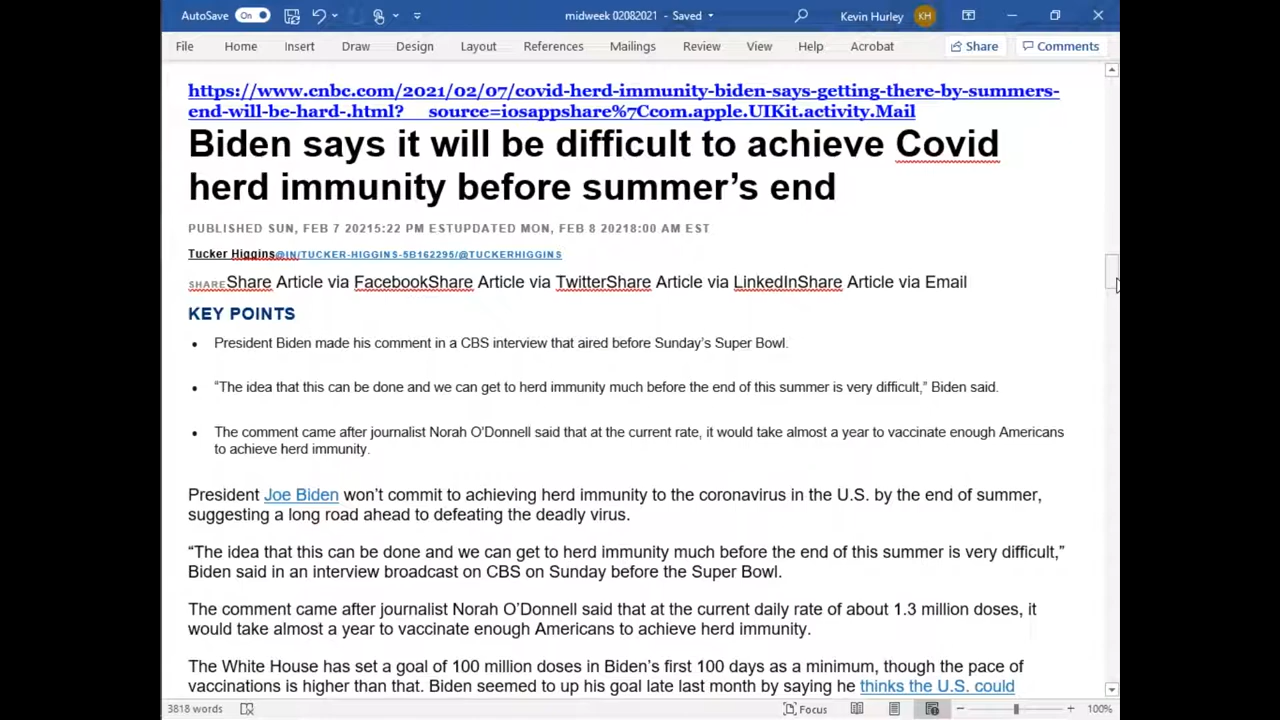 AutoSave On midweek 02082021 - Saved Kevin Hurley KH
File Home Insert Draw Design Layout References Mailings Review View Help Acrobat Share Comments
https://www.cnbc.com/2021/02/07/covid-herd-immunity-biden-says-getting-there-by-summers-
end-will-be-hard-.html?__source=iosappshare%7Ccom.apple.UIKit.activity.Mail
Biden says it will be difficult to achieve Covid
herd immunity before summer’s end
PUBLISHED SUN, FEB 7 20215:22 PM ESTUPDATED MON, FEB 8 20218:00 AM EST
Tucker Higgins@IN/TUCKER-HIGGINS-5B162295/@TUCKERHIGGINS
SHAREShare Article via FacebookShare Article via TwitterShare Article via LinkedInShare Article via Email
KEY POINTS
• President Biden made his comment in a CBS interview that aired before Sunday’s Super Bowl.
• “The idea that this can be done and we can get to herd immunity much before the end of this summer is very difficult,” Biden said.
• The comment came after journalist Norah O’Donnell said that at the current rate, it would take almost a year to vaccinate enough Americans
to achieve herd immunity.
President Joe Biden won’t commit to achieving herd immunity to the coronavirus in the U.S. by the end of summer,
suggesting a long road ahead to defeating the deadly virus.
“The idea that this can be done and we can get to herd immunity much before the end of this summer is very difficult,”
Biden said in an interview broadcast on CBS on Sunday before the Super Bowl.
The comment came after journalist Norah O’Donnell said that at the current daily rate of about 1.3 million doses, it
would take almost a year to vaccinate enough Americans to achieve herd immunity.
The White House has set a goal of 100 million doses in Biden’s first 100 days as a minimum, though the pace of
vaccinations is higher than that. Biden seemed to up his goal late last month by saying he thinks the U.S. could
3818 words Focus 100%